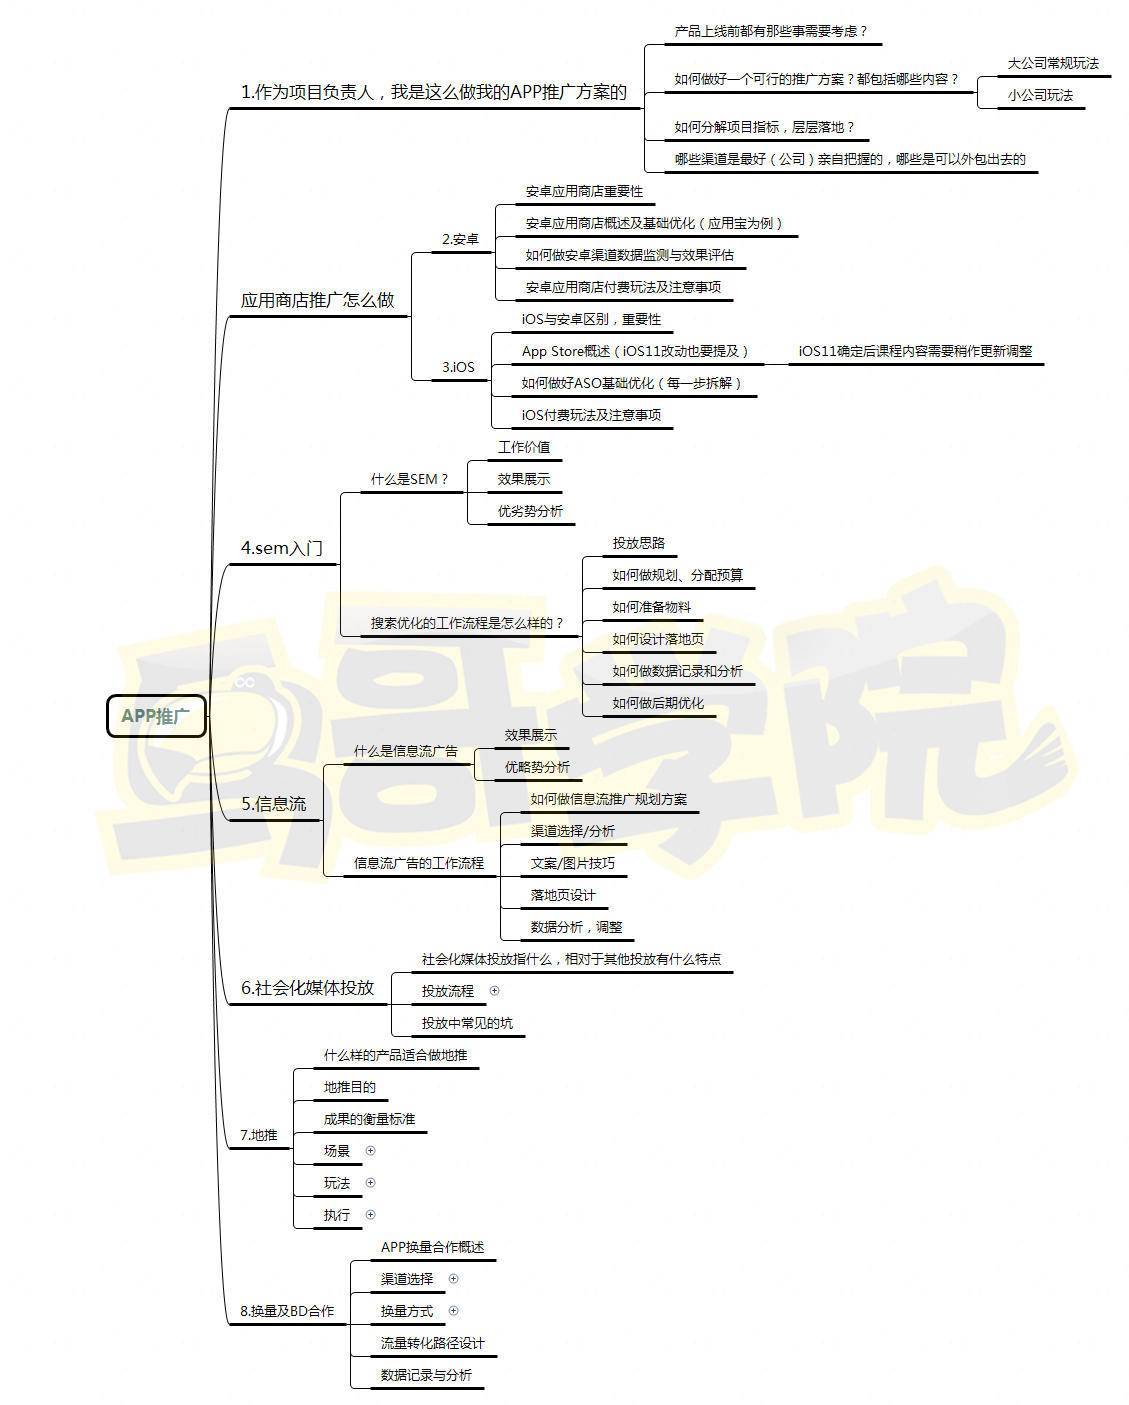 产品上线前都有那些事需要考虑？
1.作为项目负责人，我是这么做我的APP推广方案的
如何做好一个可行的推广方案？都包括哪些内容？
大公司常规玩法
小公司玩法
如何分解项目指标，层层落地？
哪些渠道是最好（公司）亲自把握的，哪些是可以外包出去的
应用商店推广怎么做
2.安卓
安卓应用商店重要性
安卓应用商店概述及基础优化（应用宝为例）
如何做安卓渠道数据监测与效果评估
安卓应用商店付费玩法及注意事项
3.iOS
iOS与安卓区别，重要性
App Store概述（iOS11改动也要提及）
iOS11确定后课程内容需要稍作更新调整
如何做好ASO基础优化（每一步拆解）
iOS付费玩法及注意事项
4.sem入门
什么是SEM？
工作价值
效果展示
优劣势分析
搜索优化的工作流程是怎么样的？
投放思路
如何做规划、分配预算
如何准备物料
如何设计落地页
如何做数据记录和分析
如何做后期优化
APP推广
5.信息流
什么是信息流广告
效果展示
优略势分析
信息流广告的工作流程
如何做信息流推广规划方案
渠道选择/分析
文案/图片技巧
落地页设计
数据分析，调整
6.社会化媒体投放
社会化媒体投放指什么，相对于其他投放有什么特点
投放流程
投放中常见的坑
7.地推
什么样的产品适合做地推
地推目的
成果的衡量标准
场景
玩法
执行
8.换量及BD合作
APP换量合作概述
渠道选择
换量方式
流量转化路径设计
数据记录与分析